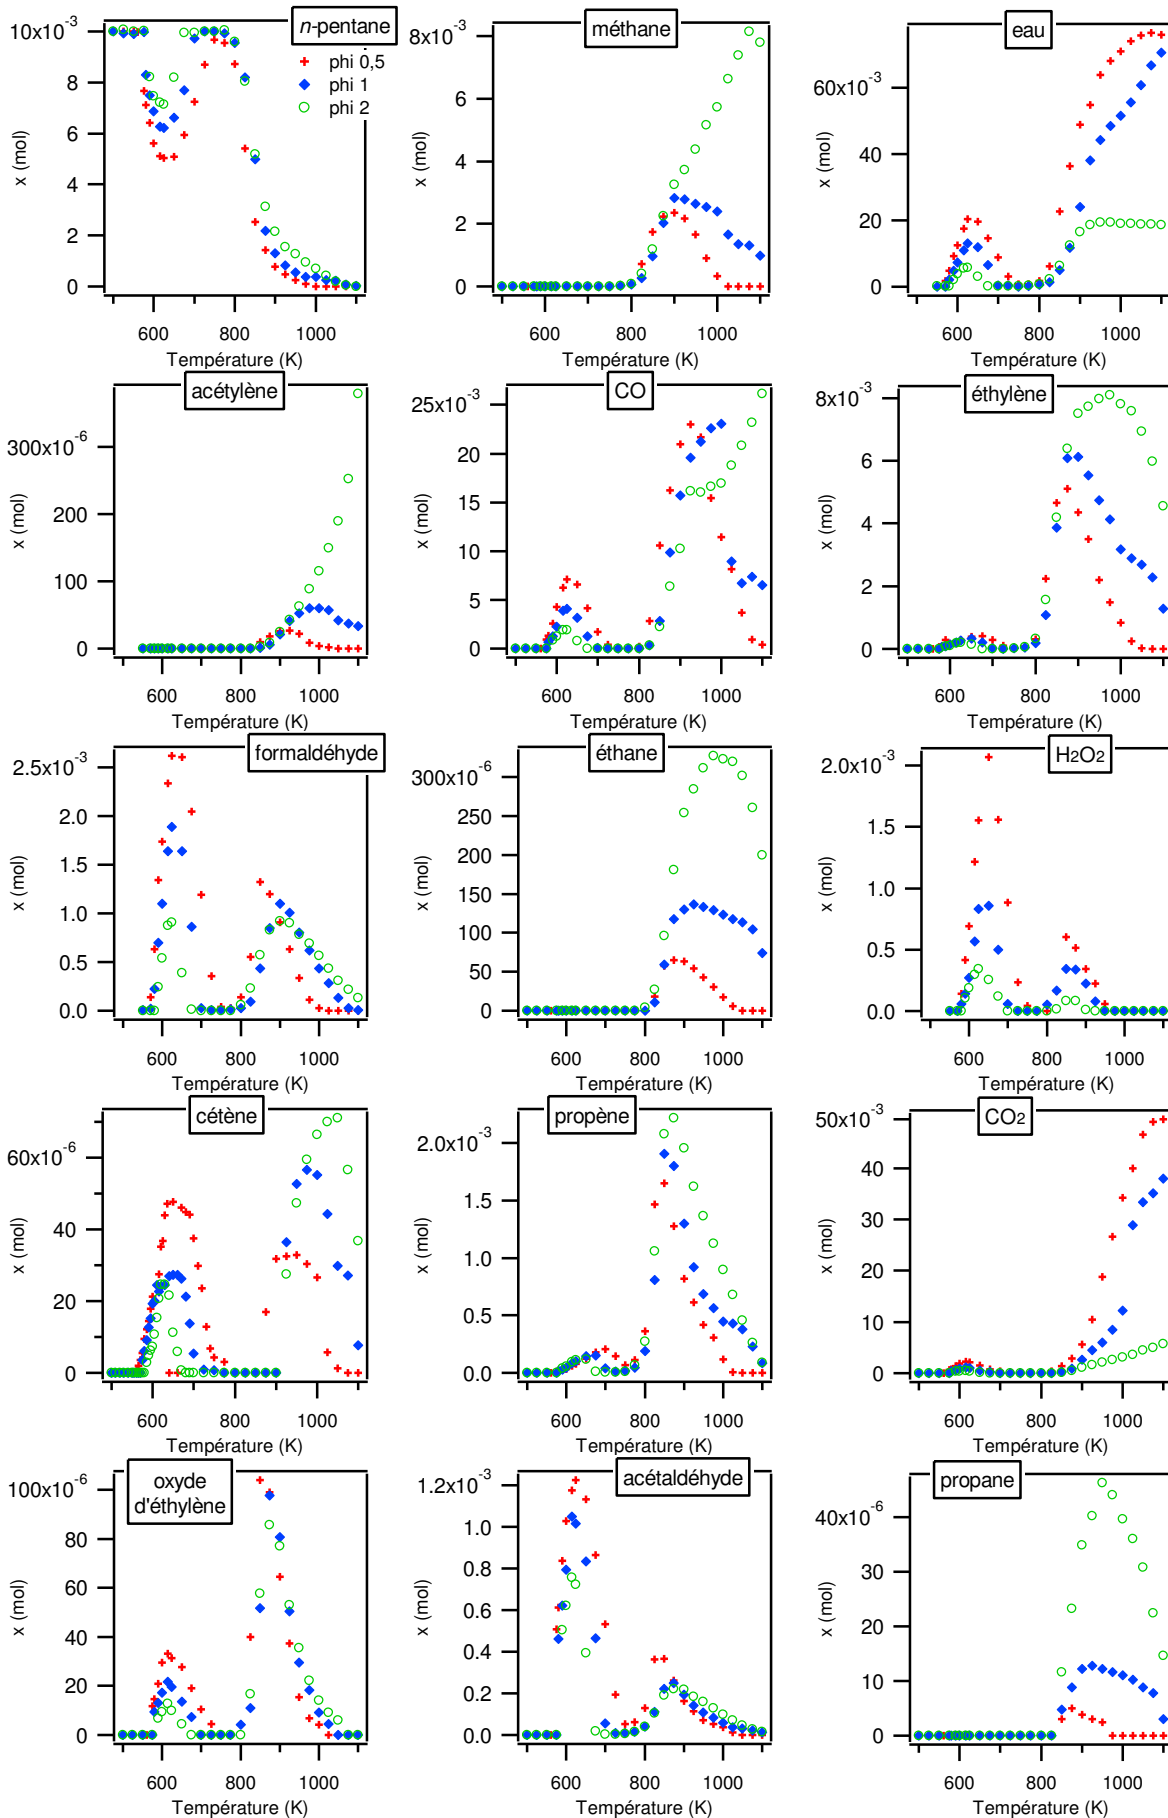 n-pentane
phi 0,5
phi 1
phi 2
10x10-3
8
6
4
2
0
x (mol)
600 800 1000
Température (K)
méthane
8x10-3
6
4
2
0
x (mol)
600 800 1000
Température (K)
eau
60x10-3
40
20
0
x (mol)
600 800 1000
Température (K)
acétylène
300x10-6
200
100
0
x (mol)
600 800 1000
Température (K)
CO
25x10-3
20
15
10
5
0
x (mol)
600 800 1000
Température (K)
éthylène
8x10-3
6
4
2
0
x (mol)
600 800 1000
Température (K)
formaldéhyde
2.5x10-3
2.0
1.5
1.0
0.5
0.0
x (mol)
600 800 1000
Température (K)
éthane
300x10-6
250
200
150
100
50
0
x (mol)
600 800 1000
Température (K)
H2O2
2.0x10-3
1.5
1.0
0.5
0.0
x (mol)
600 800 1000
Température (K)
cétène
60x10-6
40
20
0
x (mol)
600 800 1000
Température (K)
propène
2.0x10-3
1.5
1.0
0.5
0.0
x (mol)
600 800 1000
Température (K)
CO2
50x10-3
40
30
20
10
0
x (mol)
600 800 1000
Température (K)
oxyde
d'éthylène
100x10-6
80
60
40
20
0
x (mol)
600 800 1000
Température (K)
acétaldéhyde
1.2x10-3
1.0
0.8
0.6
0.4
0.2
0.0
x (mol)
600 800 1000
Température (K)
propane
40x10-6
30
20
10
0
x (mol)
600 800 1000
Température (K)